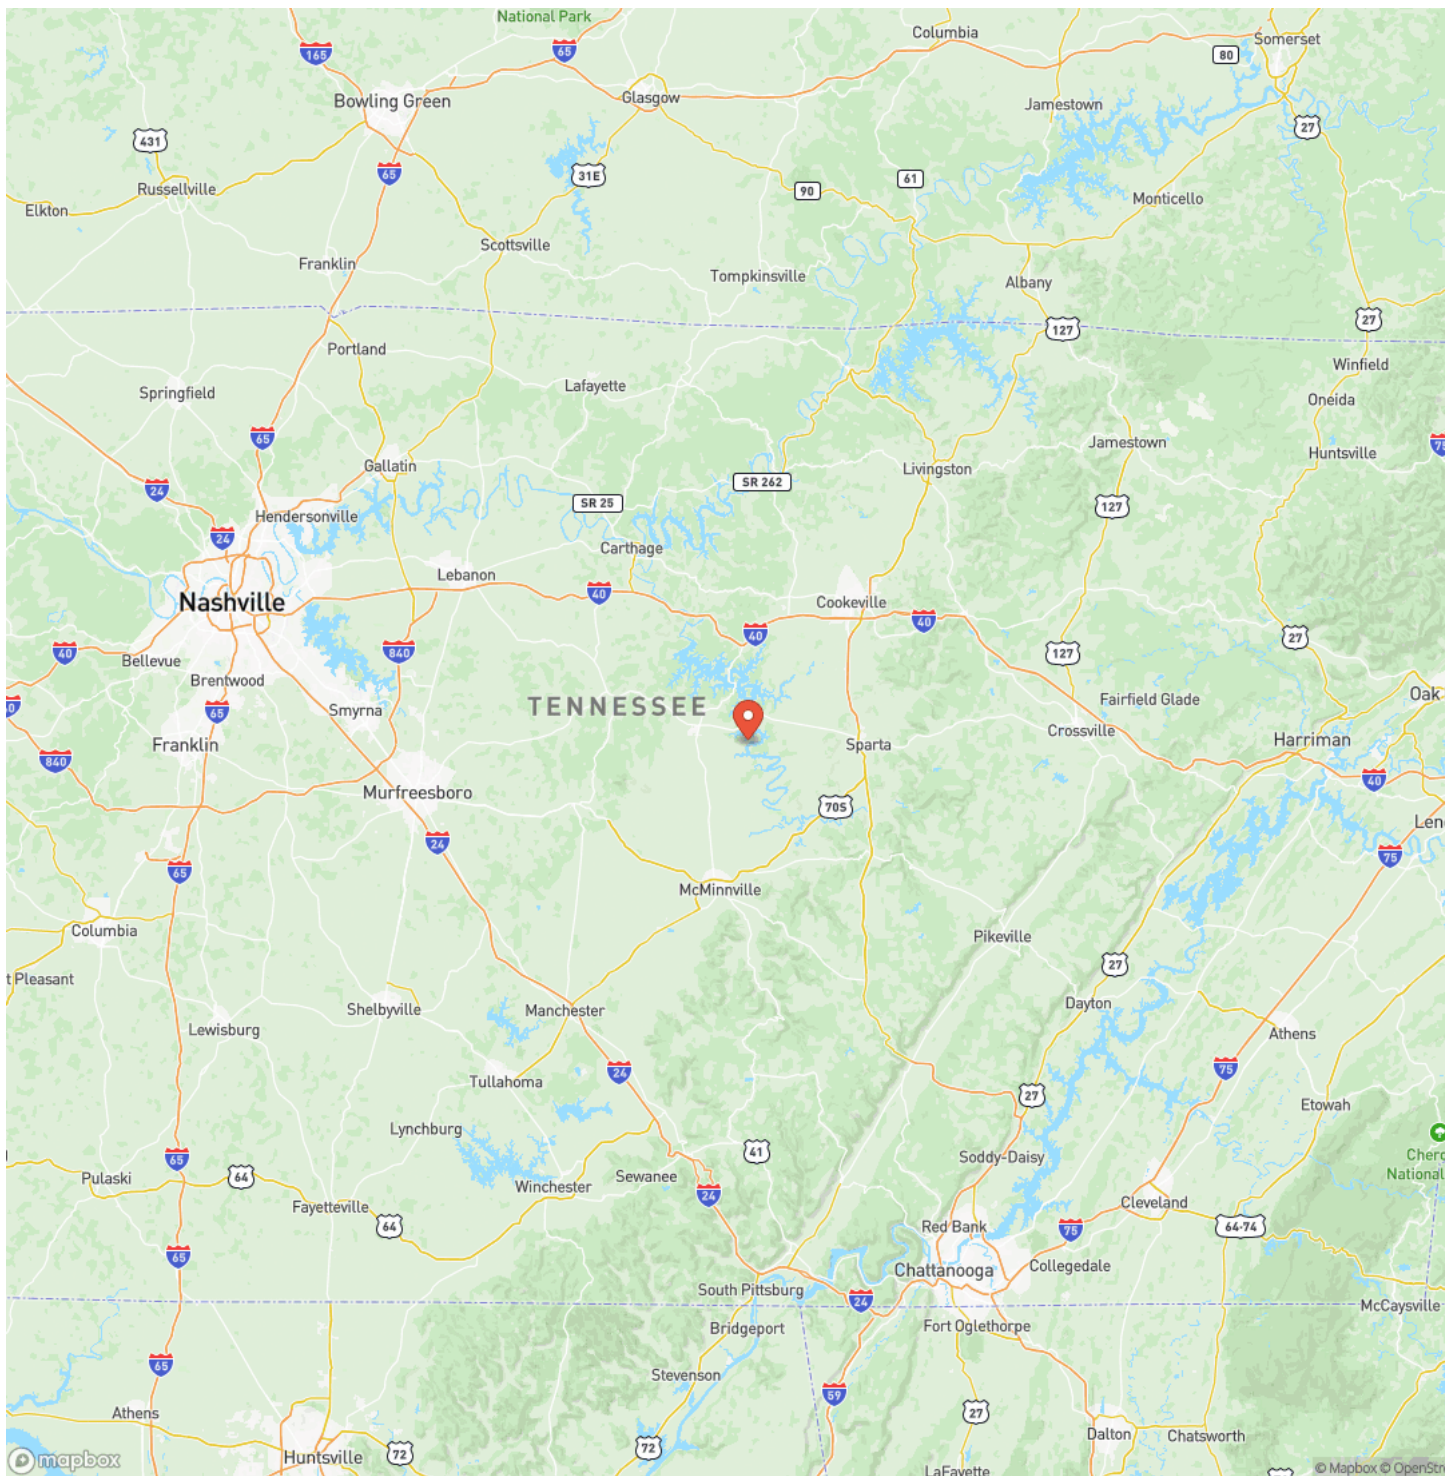 National Park
Columbia
Somerset
165
65
80
Bowling Green
Glasgow
Jamestown
431
27
65
31E
90
61
Russellville
Elkton
Monticello
Scottsville
Franklin
Tompkinsville
Albany
127
27
Portland
Winfield
Springfield
Lafayette
Oneida
65
Jamestown
75
Gallatin
Livingston
Huntsville
24
SR 262
SR 25
127
Hendersonville
24
Carthage
Lebanon
40
Cookeville
Nashville
40
40
27
40
840
127
Bellevue
Brentwood
Fairfield Glade
Oak
TENNESSEE
40
65
Smyrna
Franklin
Sparta
Crossville
Harriman
840
40
Murfreesboro
70S
Len
24
75
65
McMinnville
Columbia
Pikeville
27
t Pleasant
Shelbyville
Manchester
Dayton
Lewisburg
Athens
24
75
Tullahoma
27
Etowah
Lynchburg
41
Cherc
National
65
Soddy-Daisy
Pulaski
64
Sewanee
Winchester
24
Cleveland
Fayetteville
64
Red Bank
75
64-74
65
Chattanooga
Collegedale
South Pittsburg
24
McCaysville
Bridgeport
Fort Oglethorpe
65
Stevenson
59
Athens
27
Dalton
Chatsworth
Huntsville
72
72
mapbox
LaFayette
© Mapbox © OpenStre